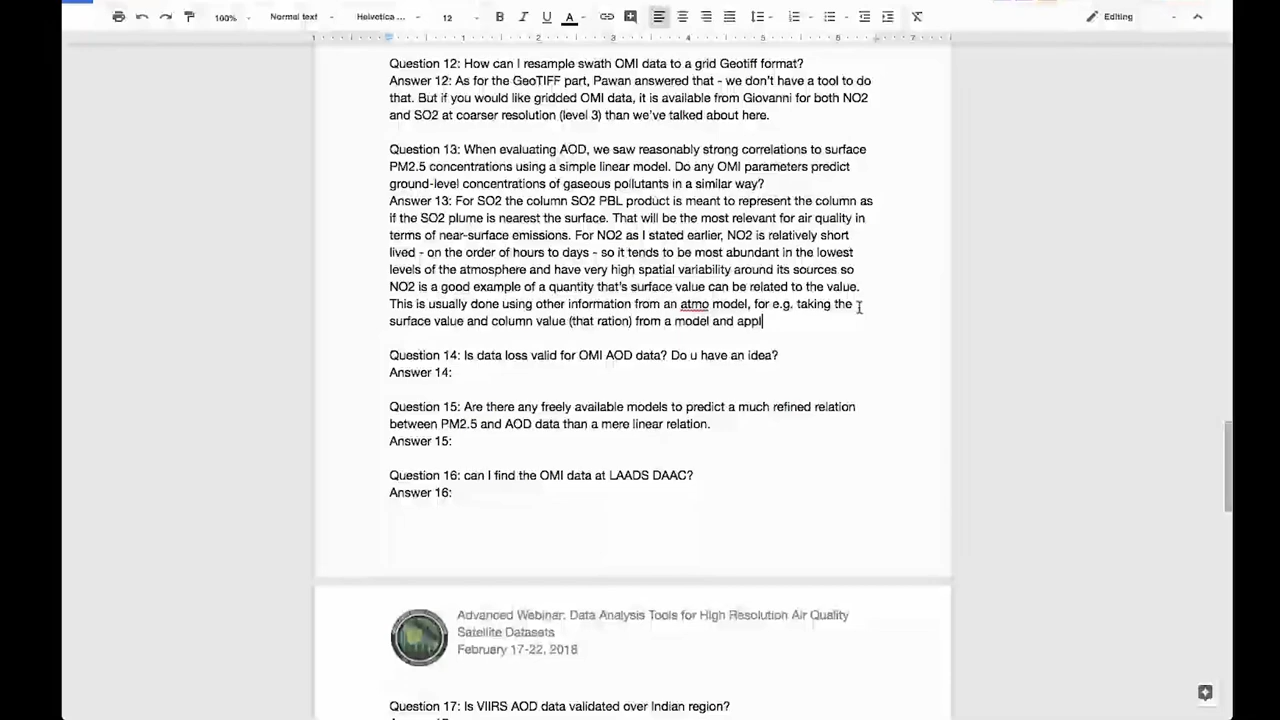 100% Normal text Helvetica ... 12 B I U A Editing
1 1 2 3 4 5 6 7
Question 12: How can I resample swath OMI data to a grid Geotiff format?
Answer 12: As for the GeoTIFF part, Pawan answered that - we don't have a tool to do
that. But if you would like gridded OMI data, it is available from Giovanni for both NO2
and SO2 at coarser resolution (level 3) than we've talked about here.
Question 13: When evaluating AOD, we saw reasonably strong correlations to surface
PM2.5 concentrations using a simple linear model. Do any OMI parameters predict
ground-level concentrations of gaseous pollutants in a similar way?
Answer 13: For SO2 the column SO2 PBL product is meant to represent the column as
if the SO2 plume is nearest the surface. That will be the most relevant for air quality in
terms of near-surface emissions. For NO2 as I stated earlier, NO2 is relatively short
lived - on the order of hours to days - so it tends to be most abundant in the lowest
levels of the atmosphere and have very high spatial variability around its sources so
NO2 is a good example of a quantity that's surface value can be related to the value.
This is usually done using other information from an atmo model, for e.g. taking the
surface value and column value (that ration) from a model and appl
Question 14: Is data loss valid for OMI AOD data? Do u have an idea?
Answer 14:
Question 15: Are there any freely available models to predict a much refined relation
between PM2.5 and AOD data than a mere linear relation.
Answer 15:
Question 16: can I find the OMI data at LAADS DAAC?
Answer 16:
Advanced Webinar: Data Analysis Tools for High Resolution Air Quality
Satellite Datasets
February 17-22, 2018
Question 17: Is VIIRS AOD data validated over Indian region?